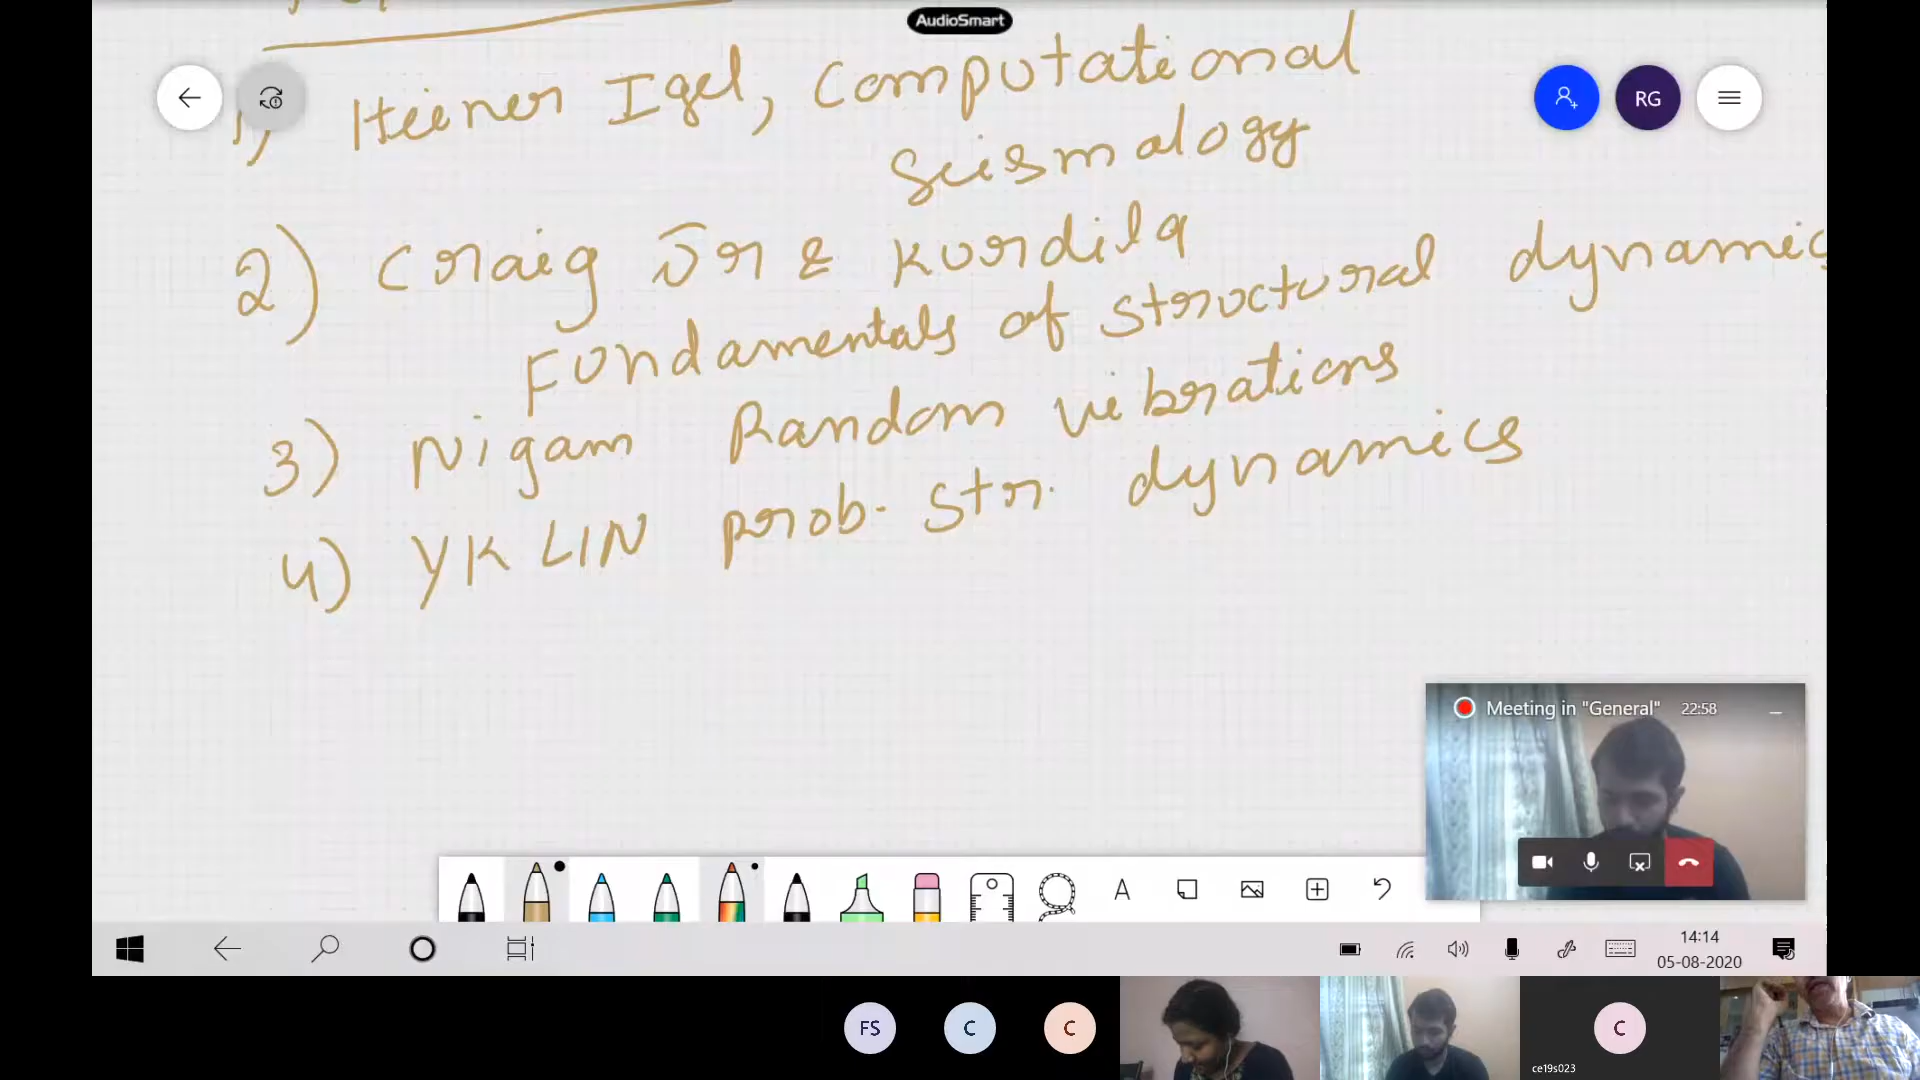 AudioSmart
1) Heiner Igel, Computational
Seismology
RG
2) Craig Jr & Kurdila
Fundamentals of structural dynamics
3) Nigam Random vibrations
4) YK LIN prob. str. dynamics
Meeting in "General" 22:58
A
14:14
05-08-2020
FS C C C
ce19s023